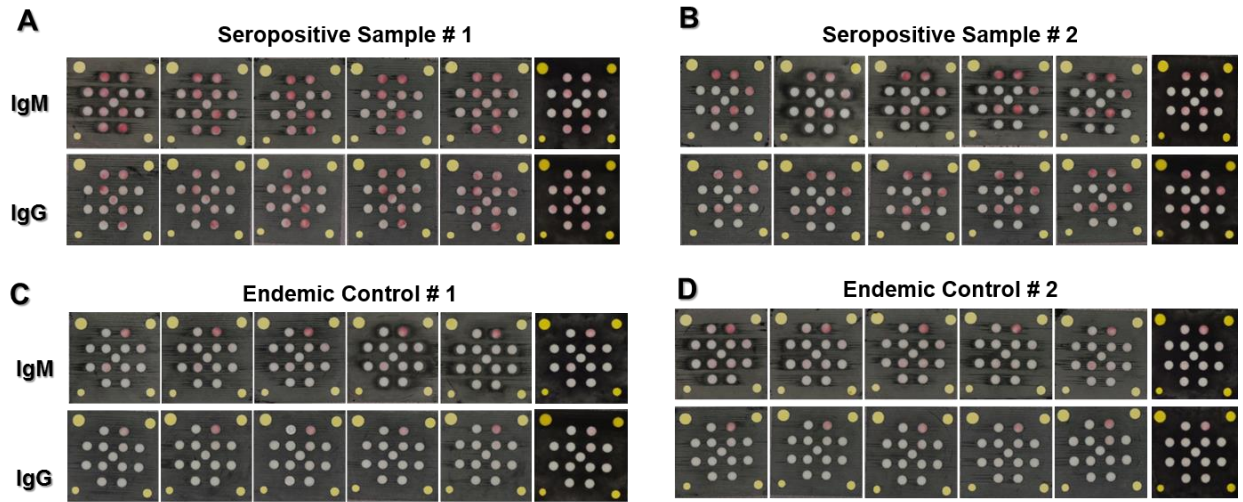 A
Seropositive Sample # 1
IgM
IgG
B
Seropositive Sample # 2
C
Endemic Control # 1
IgM
IgG
D
Endemic Control # 2